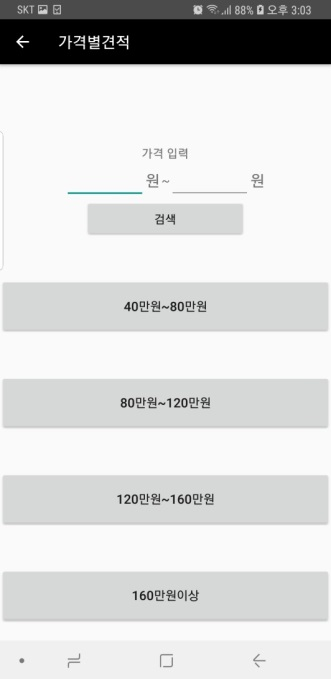 SKT 88% 오후 3:03
가격별견적
가격 입력
원~ 원
검색
40만원~80만원
80만원~120만원
120만원~160만원
160만원이상